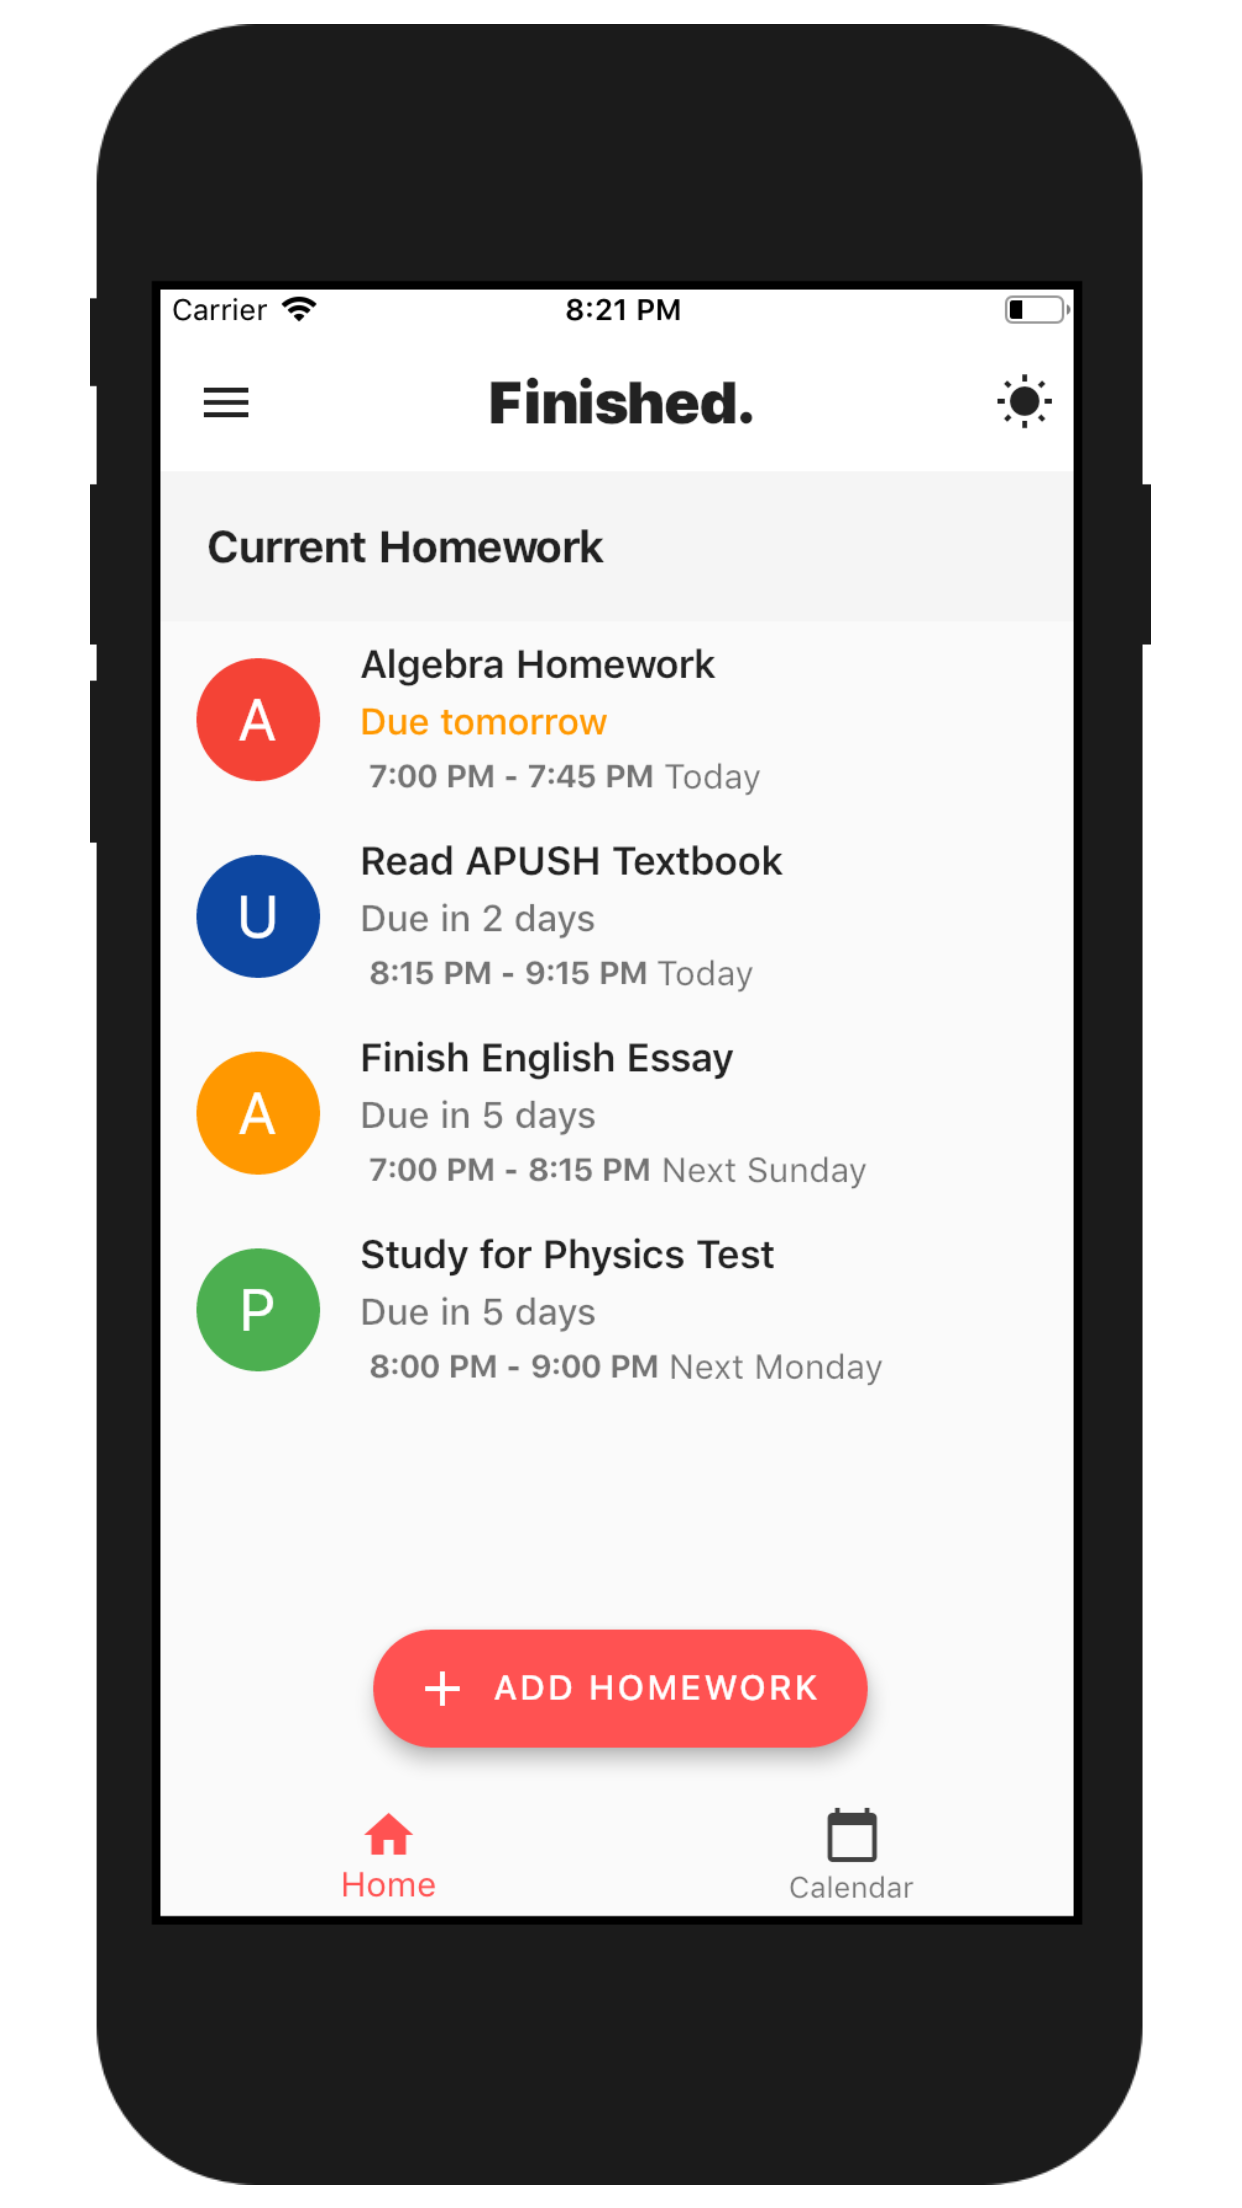 Carrier 8:21 PM
Finished.
Current Homework
A
Algebra Homework
Due tomorrow
7:00 PM - 7:45 PM Today
U
Read APUSH Textbook
Due in 2 days
8:15 PM - 9:15 PM Today
A
Finish English Essay
Due in 5 days
7:00 PM - 8:15 PM Next Sunday
P
Study for Physics Test
Due in 5 days
8:00 PM - 9:00 PM Next Monday
+ ADD HOMEWORK
Home Calendar